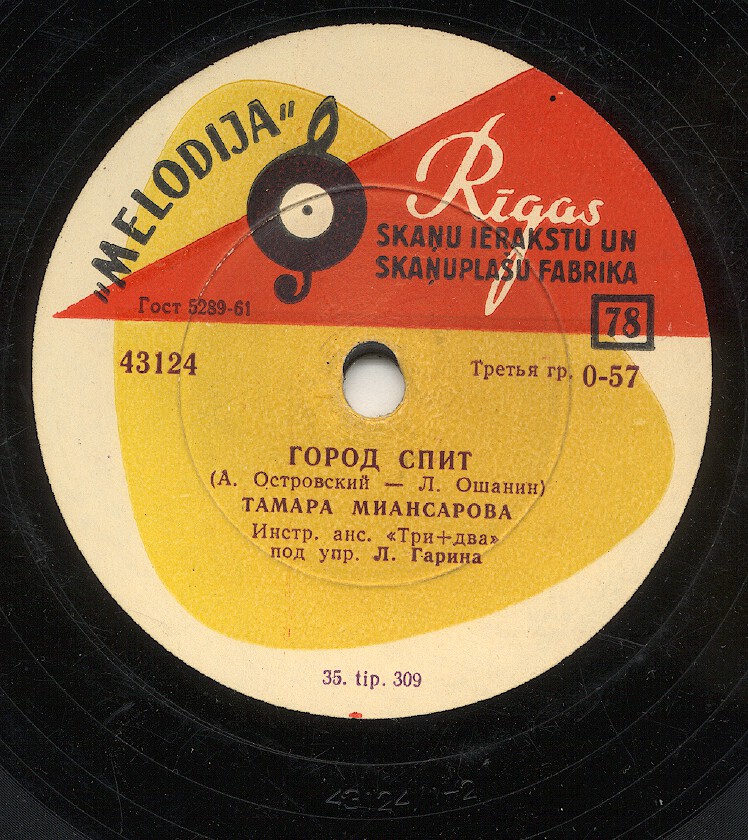 "MELODIJA"
Rīgas
SKAŅU IERAKSTU UN
SKAŅUPLAŠU FABRIKA
Гост 5289-61
78
43124
Третья гр. 0-57
ГОРОД СПИТ
(А. Островский — Л. Ошанин)
ТАМАРА МИАНСАРОВА
Инстр. анс. «Три+два»
под упр. Л. Гарина
35. tip. 309